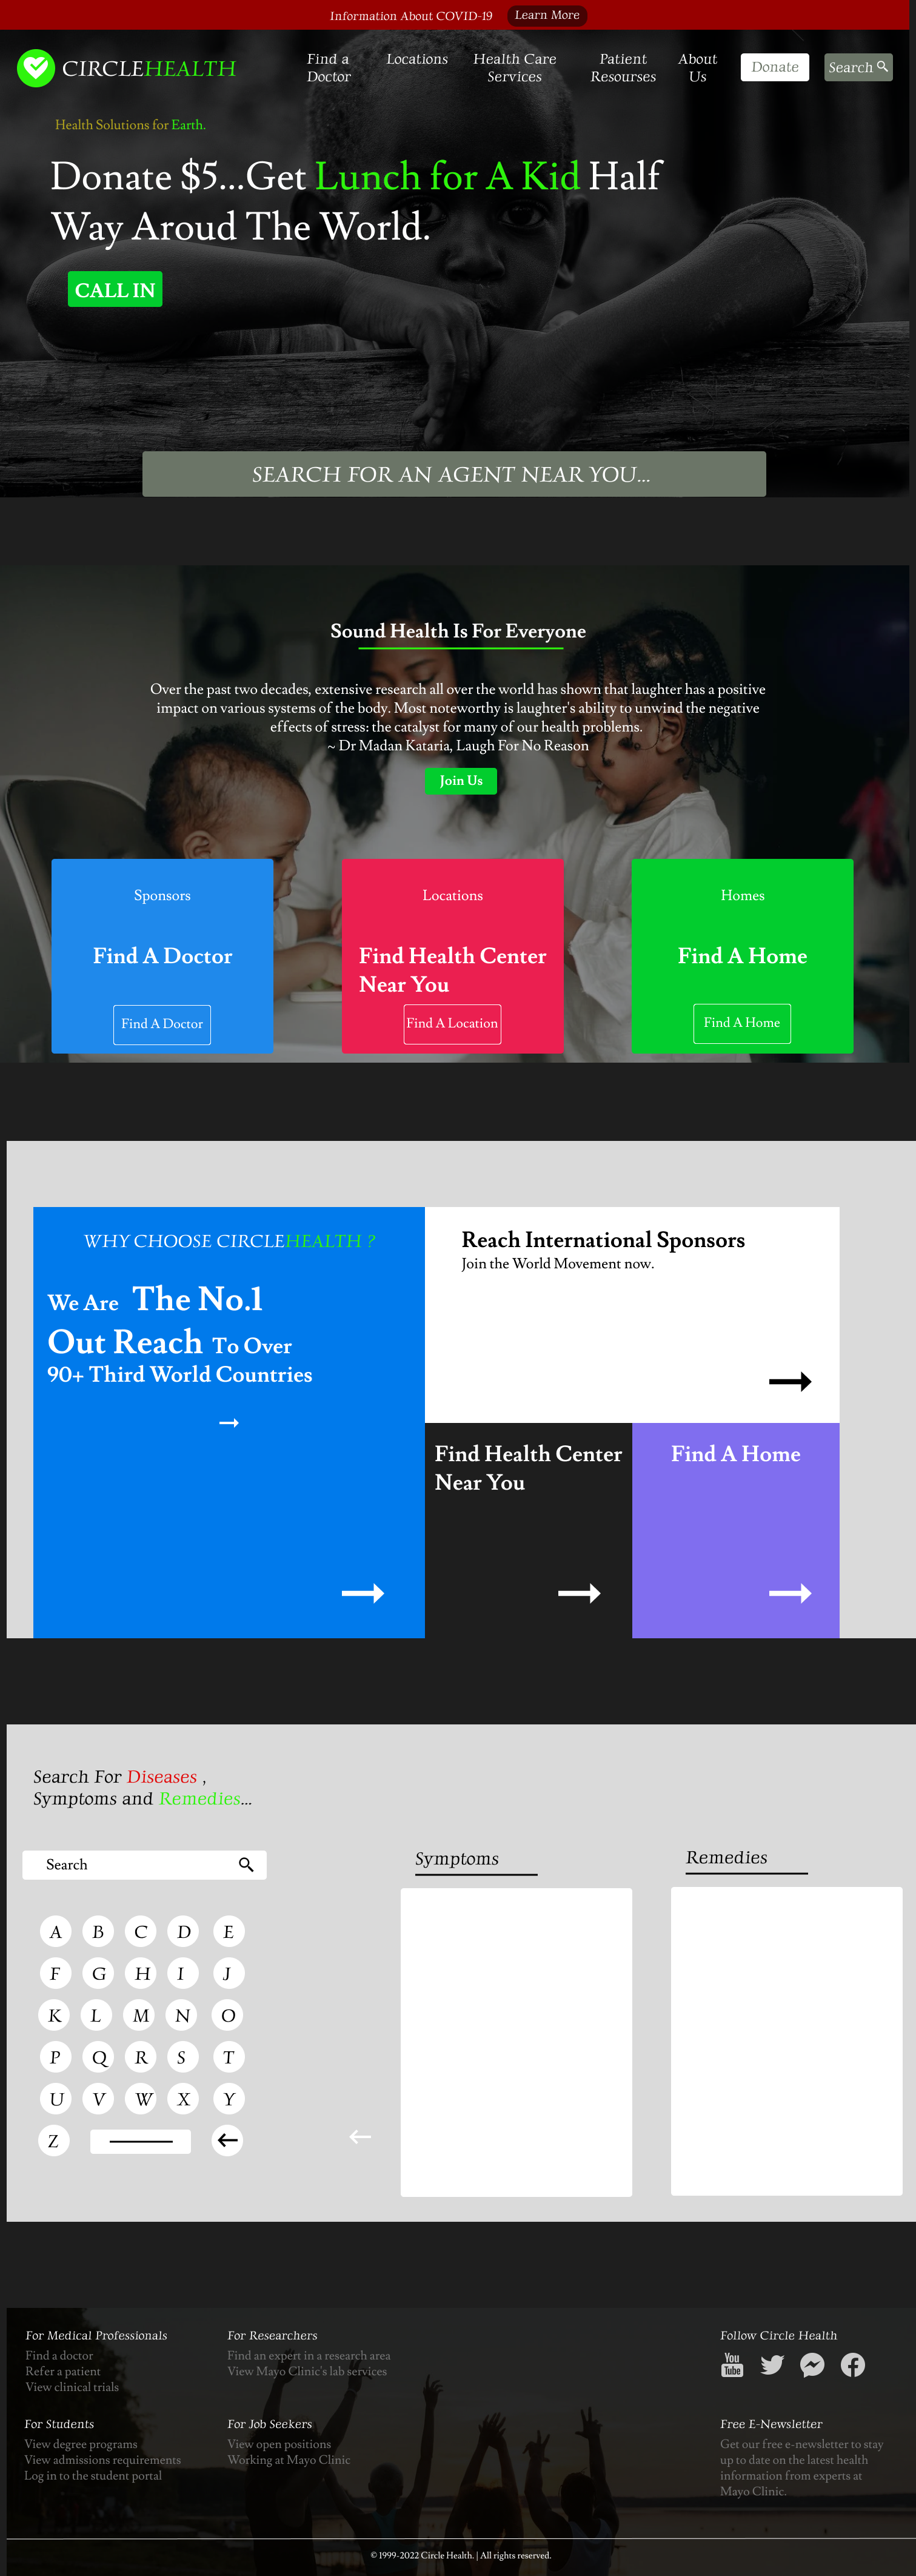 Information About COVID-19 Learn More
CIRCLEHEALTH
Find a
Doctor
Locations
Health Care
Services
Patient
Resourses
About
Us
Donate
Search
Health Solutions for Earth.
Donate $5...Get Lunch for A Kid Half
Way Aroud The World.
CALL IN
SEARCH FOR AN AGENT NEAR YOU...
Sound Health Is For Everyone
Over the past two decades, extensive research all over the world has shown that laughter has a positive
impact on various systems of the body. Most noteworthy is laughter's ability to unwind the negative
effects of stress: the catalyst for many of our health problems.
~ Dr Madan Kataria, Laugh For No Reason
Join Us
Sponsors
Find A Doctor
Find A Doctor
Locations
Find Health Center
Near You
Find A Location
Homes
Find A Home
Find A Home
WHY CHOOSE CIRCLEHEALTH ?
We Are The No.1
Out Reach To Over
90+ Third World Countries
Reach International Sponsors
Join the World Movement now.
Find Health Center
Near You
Find A Home
Search For Diseases ,
Symptoms and Remedies...
Search
A B C D E
F G H I J
K L M N O
P Q R S T
U V W X Y
Z
Symptoms
Remedies
For Medical Professionals
Find a doctor
Refer a patient
View clinical trials
For Researchers
Find an expert in a research area
View Mayo Clinic's lab services
Follow Circle Health
You
Tube
For Students
View degree programs
View admissions requirements
Log in to the student portal
For Job Seekers
View open positions
Working at Mayo Clinic
Free E-Newsletter
Get our free e-newsletter to stay
up to date on the latest health
information from experts at
Mayo Clinic.
© 1999-2022 Circle Health. | All rights reserved.